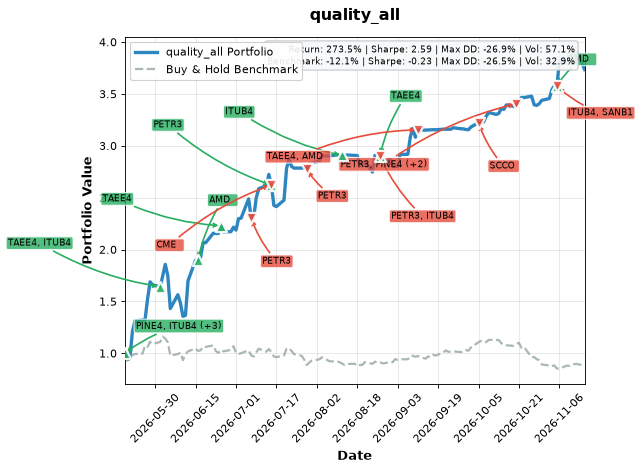 quality_all
quality_all Portfolio
Buy & Hold Benchmark
Return: 273.5% | Sharpe: 2.59 | Max DD: -26.9% | Vol: 57.1%
Benchmark: -12.1% | Sharpe: -0.23 | Max DD: -26.5% | Vol: 32.9%
AMD
ITUB4, SANB1
TAEE4
ITUB4
PETR3
TAEE4, AMD
PETR3, PINE4 (+2)
SCCO
PETR3
TAEE4
AMD
PETR3, ITUB4
CME
TAEE4, ITUB4
PETR3
PINE4, ITUB4 (+3)
4.0
3.5
3.0
2.5
2.0
1.5
1.0
Portfolio Value
2026-05-30
2026-06-15
2026-07-01
2026-07-17
2026-08-02
2026-08-18
2026-09-03
2026-09-19
2026-10-05
2026-10-21
2026-11-06
Date